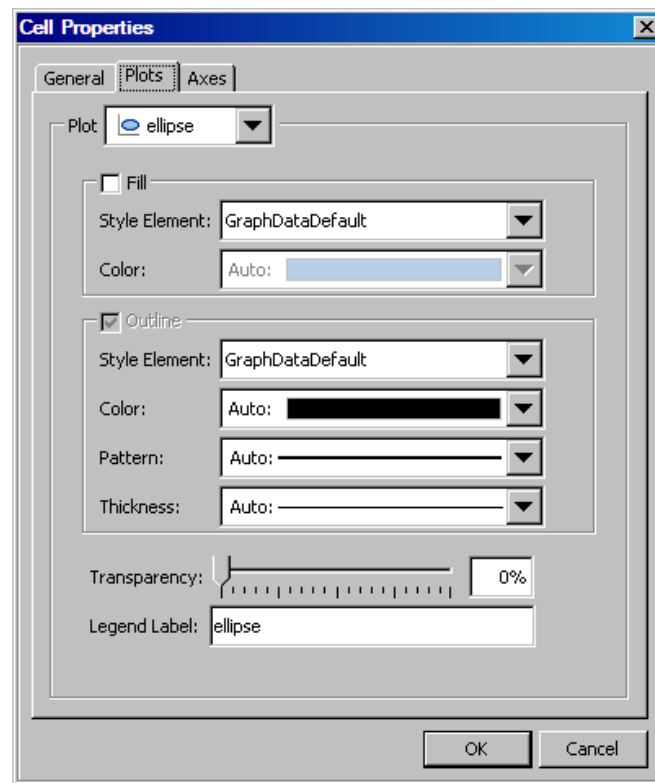 Cell Properties
General Plots Axes
Plot ellipse
Fill
Style Element: GraphDataDefault
Color: Auto:
Outline
Style Element: GraphDataDefault
Color: Auto:
Pattern: Auto:
Thickness: Auto:
Transparency: 0%
Legend Label: ellipse
OK Cancel